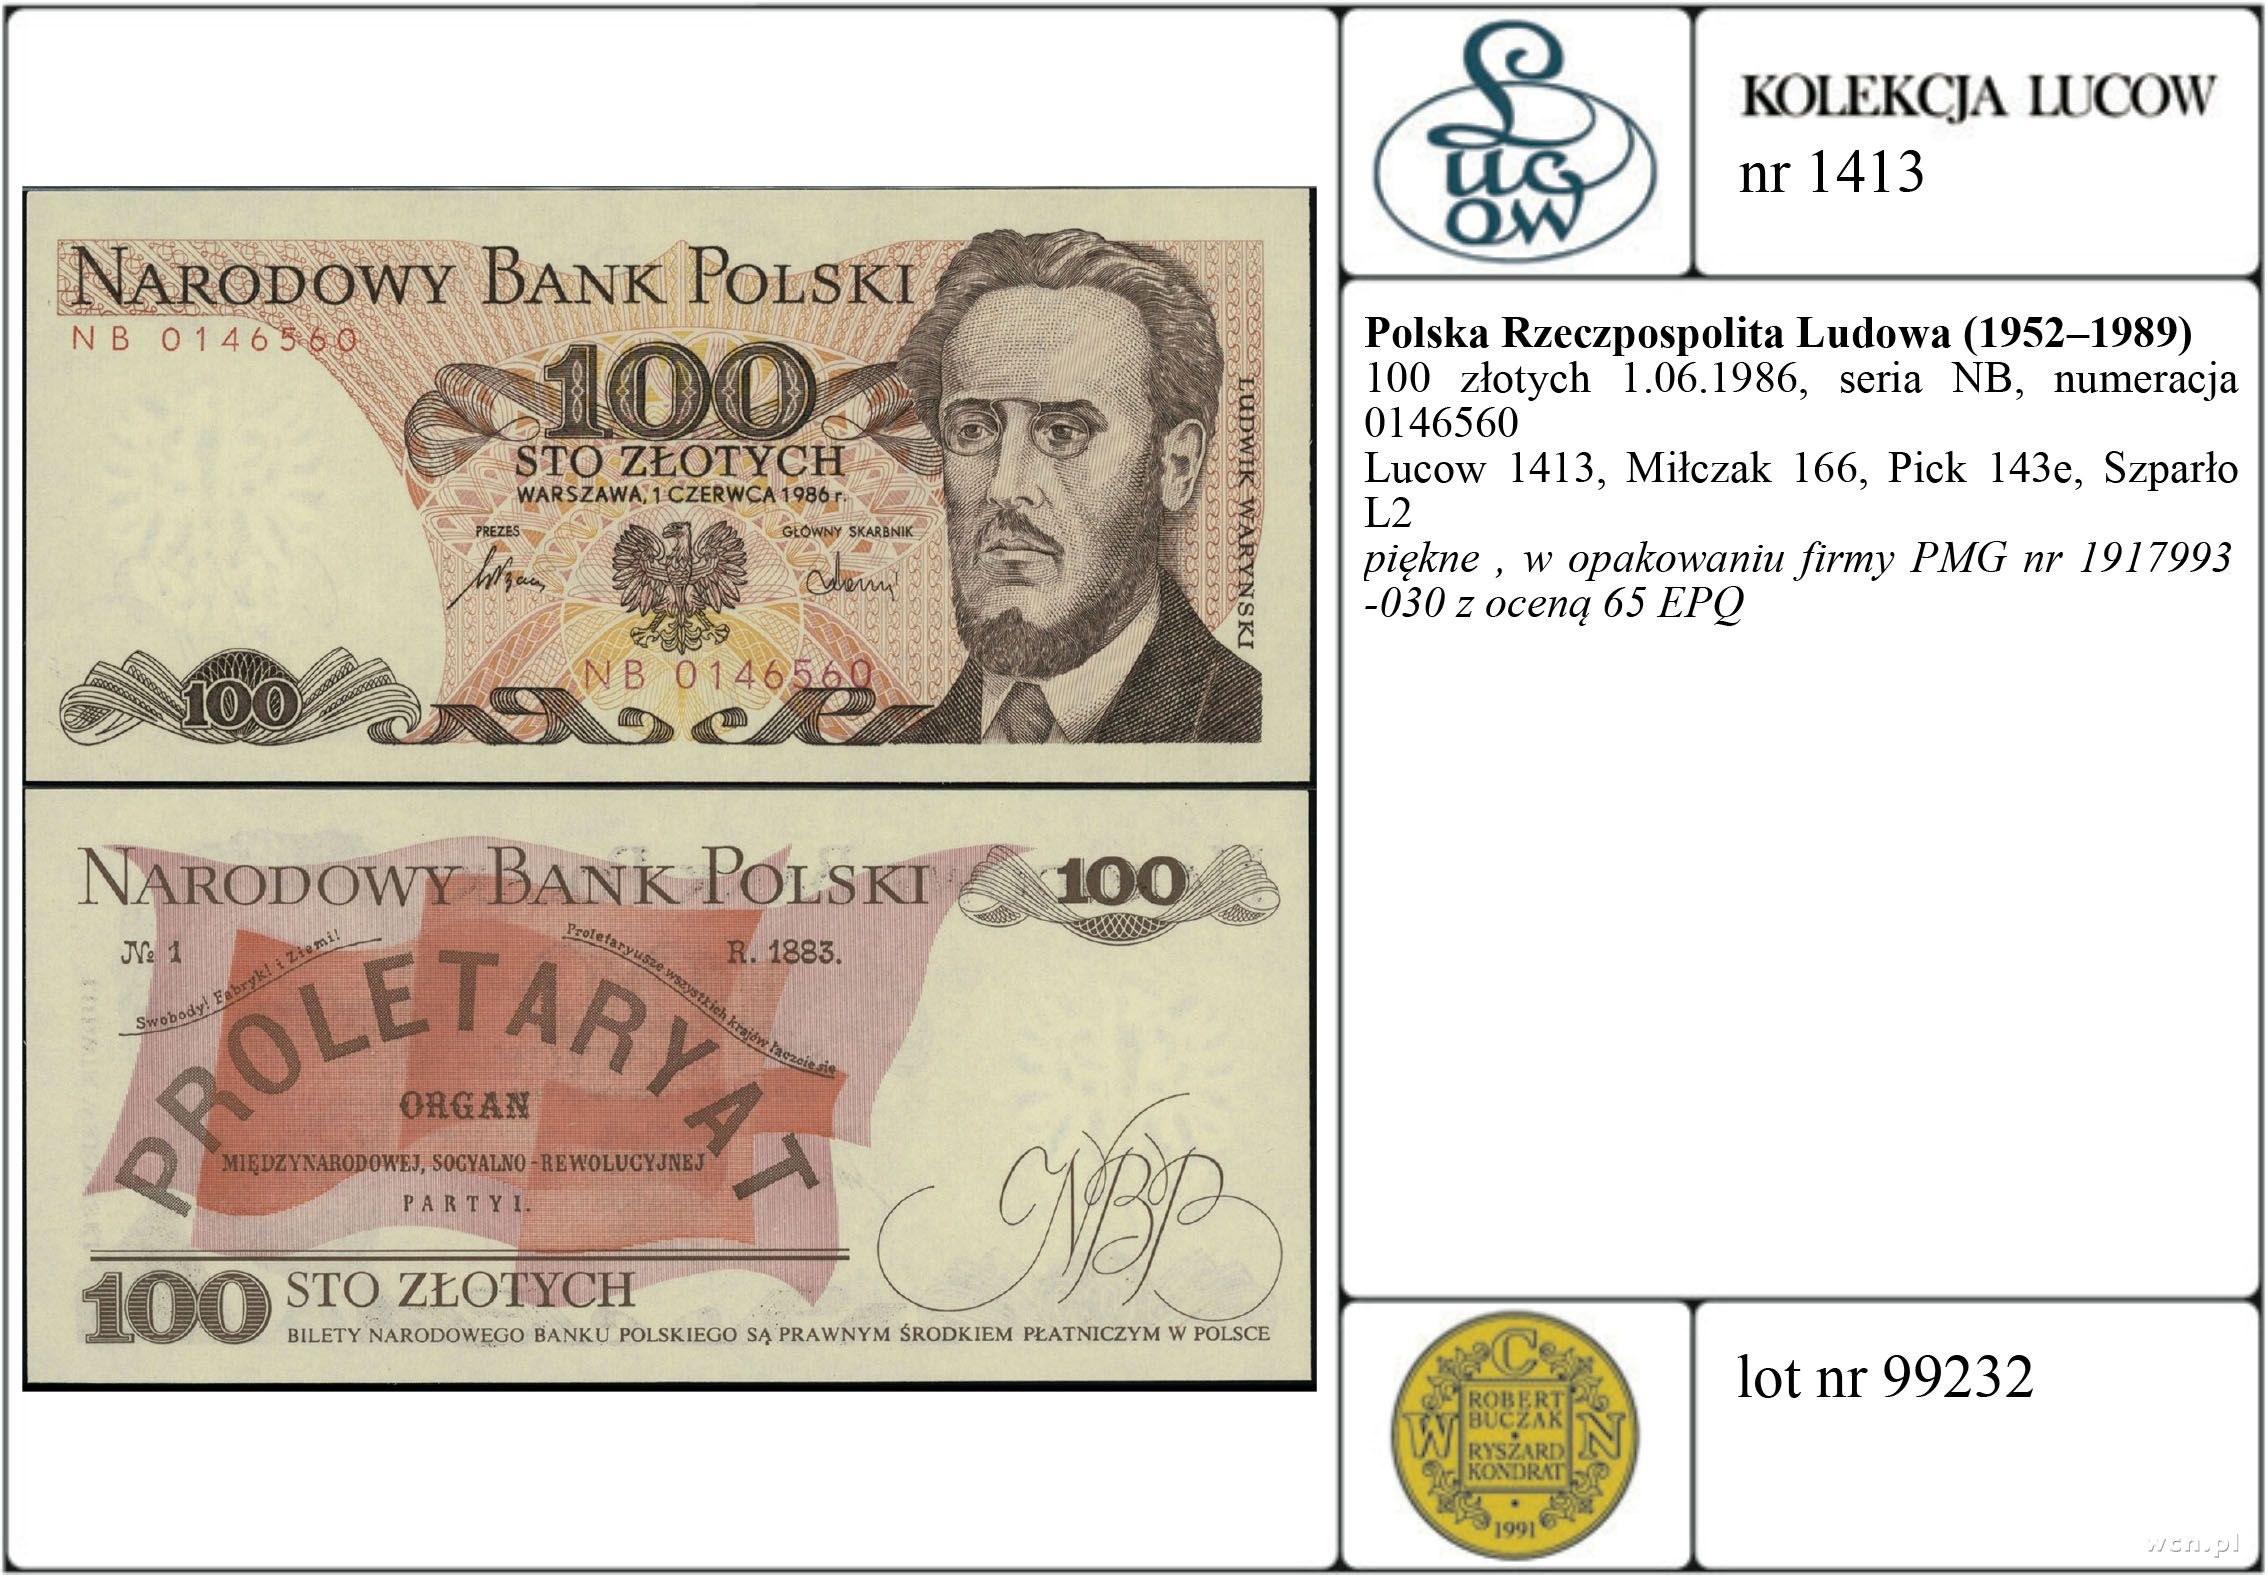 NARODOWY BANK POLSKI
NB 0146560
100
STO ZŁOTYCH
WARSZAWA, 1 CZERWCA 1986 r.
PREZES
GŁÓWNY SKARBNIK
LUDWIK WARYŃSKI
NB 0146560
100
NARODOWY BANK POLSKI
100
№ 1
R. 1883.
Swobody! Fabryk! i Ziemi!
Proletaryusze wszystkich krajów łączcie się
PROLETARYAT
ORGAN
MIĘDZYNARODOWEJ, SOCYALNO-REWOLUCYJNEJ
PARTYI.
NBP
100 STO ZŁOTYCH
BILETY NARODOWEGO BANKU POLSKIEGO SĄ PRAWNYM ŚRODKIEM PŁATNICZYM W POLSCE
Lucow
KOLEKCJA LUCOW
nr 1413
Polska Rzeczpospolita Ludowa (1952–1989)
100 złotych 1.06.1986, seria NB, numeracja
0146560
Lucow 1413, Miłczak 166, Pick 143e, Szparło
L2
piękne , w opakowaniu firmy PMG nr 1917993
-030 z oceną 65 EPQ
W C N
ROBERT
BUCZAK
RYSZARD
KONDRAT
1991
lot nr 99232
wcn.pl